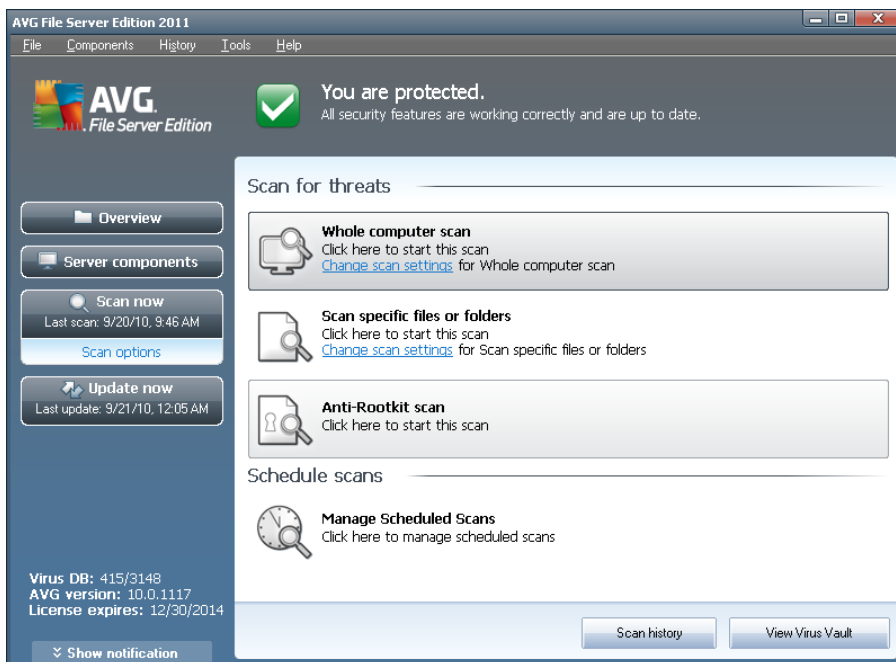 AVG File Server Edition 2011
File Components History Tools Help
AVG.
File Server Edition
You are protected.
All security features are working correctly and are up to date.
Overview
Server components
Scan now
Last scan: 9/20/10, 9:46 AM
Scan options
Update now
Last update: 9/21/10, 12:05 AM
Virus DB: 415/3148
AVG version: 10.0.1117
License expires: 12/30/2014
Show notification
Scan for threats
Whole computer scan
Click here to start this scan
Change scan settings for Whole computer scan
Scan specific files or folders
Click here to start this scan
Change scan settings for Scan specific files or folders
Anti-Rootkit scan
Click here to start this scan
Schedule scans
Manage Scheduled Scans
Click here to manage scheduled scans
Scan history
View Virus Vault